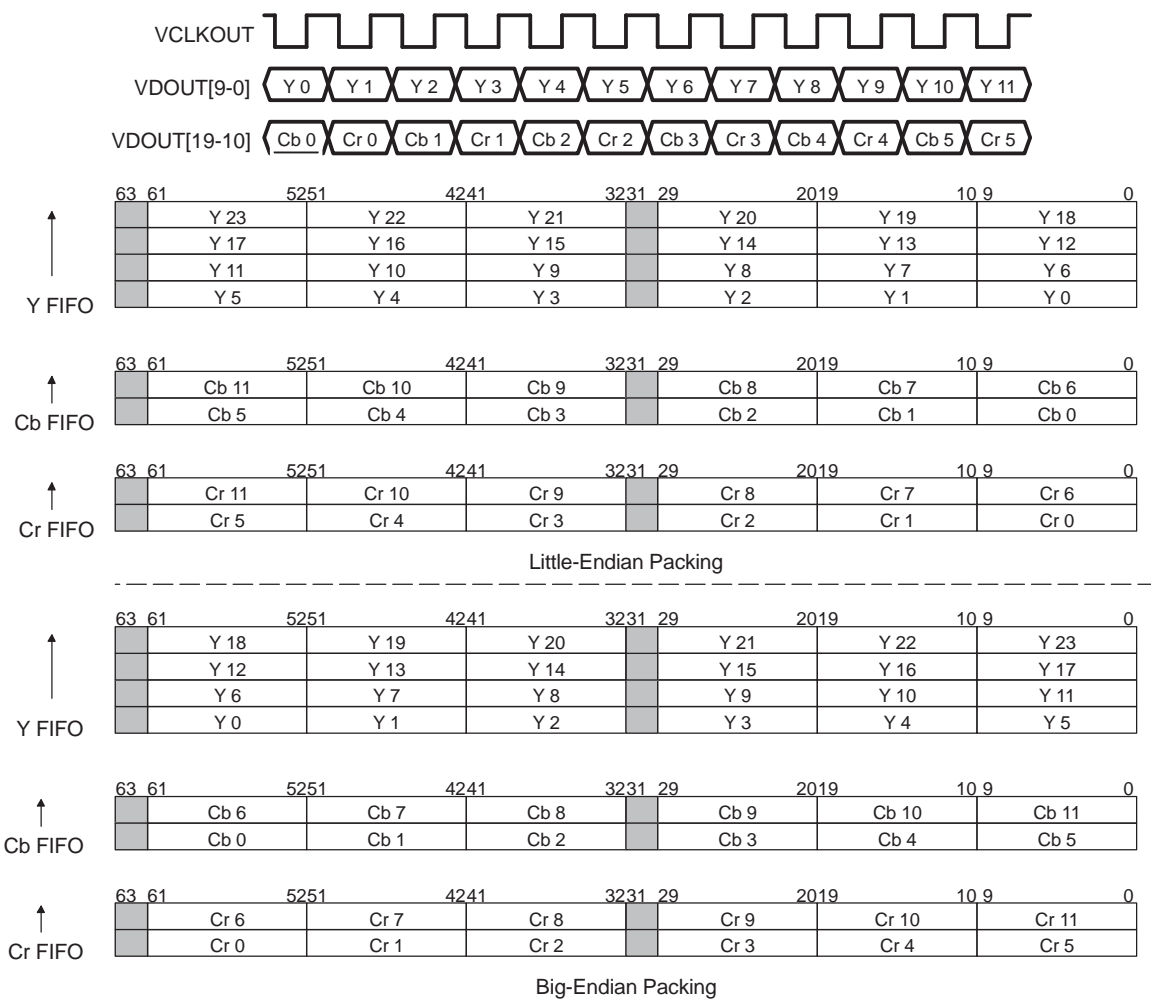 VCLKOUT
VDOUT[9-0] Y 0 Y 1 Y 2 Y 3 Y 4 Y 5 Y 6 Y 7 Y 8 Y 9 Y 10 Y 11
VDOUT[19-10] Cb 0 Cr 0 Cb 1 Cr 1 Cb 2 Cr 2 Cb 3 Cr 3 Cb 4 Cr 4 Cb 5 Cr 5
63 61 5251 4241 3231 29 2019 10 9 0
Y 23 Y 22 Y 21 Y 20 Y 19 Y 18
Y 17 Y 16 Y 15 Y 14 Y 13 Y 12
Y 11 Y 10 Y 9 Y 8 Y 7 Y 6
Y FIFO Y 5 Y 4 Y 3 Y 2 Y 1 Y 0
63 61 5251 4241 3231 29 2019 10 9 0
Cb 11 Cb 10 Cb 9 Cb 8 Cb 7 Cb 6
Cb FIFO Cb 5 Cb 4 Cb 3 Cb 2 Cb 1 Cb 0
63 61 5251 4241 3231 29 2019 10 9 0
Cr 11 Cr 10 Cr 9 Cr 8 Cr 7 Cr 6
Cr FIFO Cr 5 Cr 4 Cr 3 Cr 2 Cr 1 Cr 0
Little-Endian Packing
63 61 5251 4241 3231 29 2019 10 9 0
Y 18 Y 19 Y 20 Y 21 Y 22 Y 23
Y 12 Y 13 Y 14 Y 15 Y 16 Y 17
Y 6 Y 7 Y 8 Y 9 Y 10 Y 11
Y FIFO Y 0 Y 1 Y 2 Y 3 Y 4 Y 5
63 61 5251 4241 3231 29 2019 10 9 0
Cb 6 Cb 7 Cb 8 Cb 9 Cb 10 Cb 11
Cb FIFO Cb 0 Cb 1 Cb 2 Cb 3 Cb 4 Cb 5
63 61 5251 4241 3231 29 2019 10 9 0
Cr 6 Cr 7 Cr 8 Cr 9 Cr 10 Cr 11
Cr FIFO Cr 0 Cr 1 Cr 2 Cr 3 Cr 4 Cr 5
Big-Endian Packing